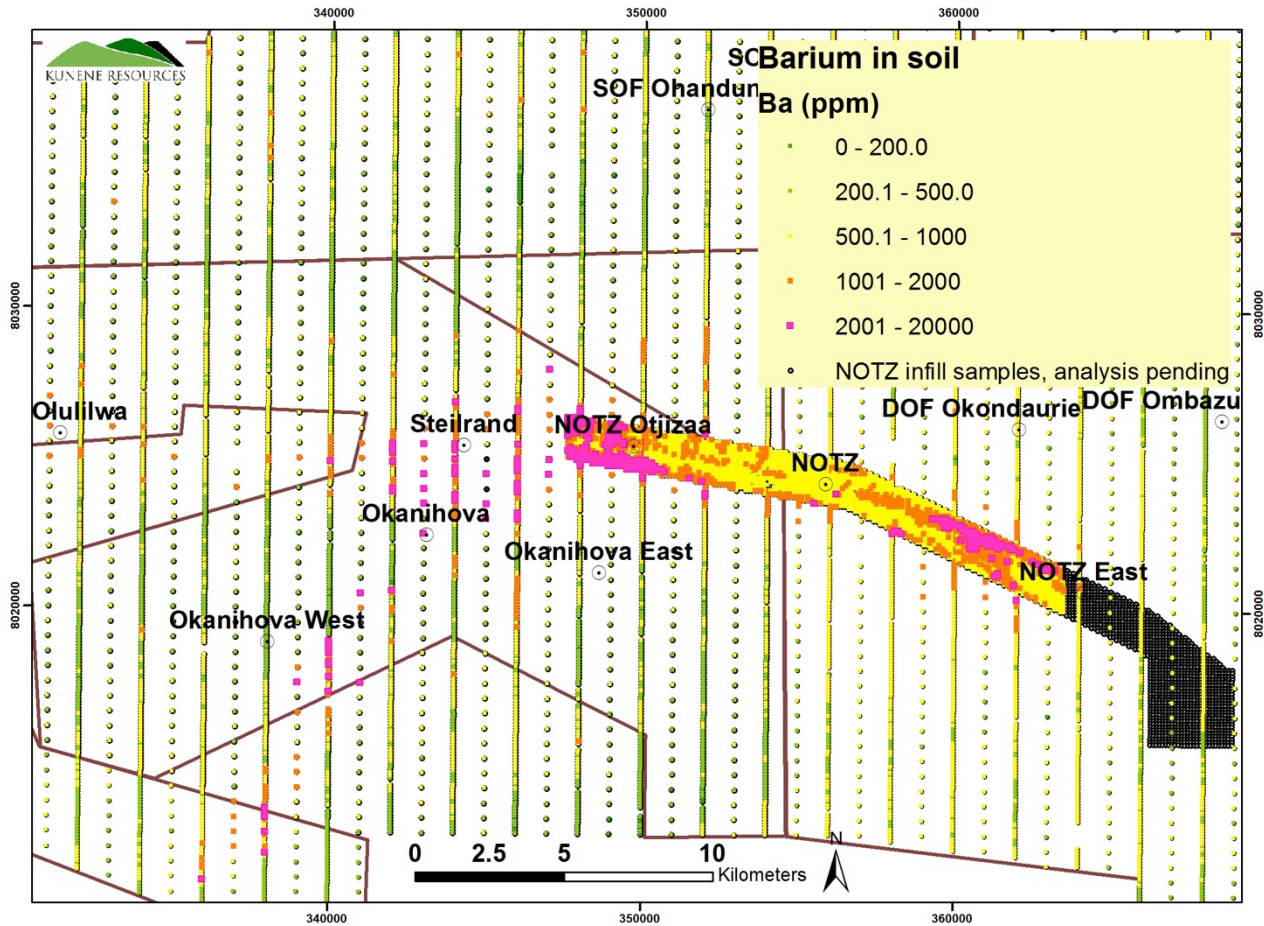 340000
350000
360000
KUNENE RESOURCES
SOF Ohandun
SO
Barium in soil
Ba (ppm)
0 - 200.0
200.1 - 500.0
500.1 - 1000
1001 - 2000
2001 - 20000
NOTZ infill samples, analysis pending
8030000
8030000
Olulilwa
Steilrand
NOTZ Otjizaa
DOF Okondaurie
DOF Ombazu
NOTZ
Okanihova
Okanihova East
NOTZ East
8020000
8020000
Okanihova West
0 2.5 5 10
Kilometers
N
340000
350000
360000